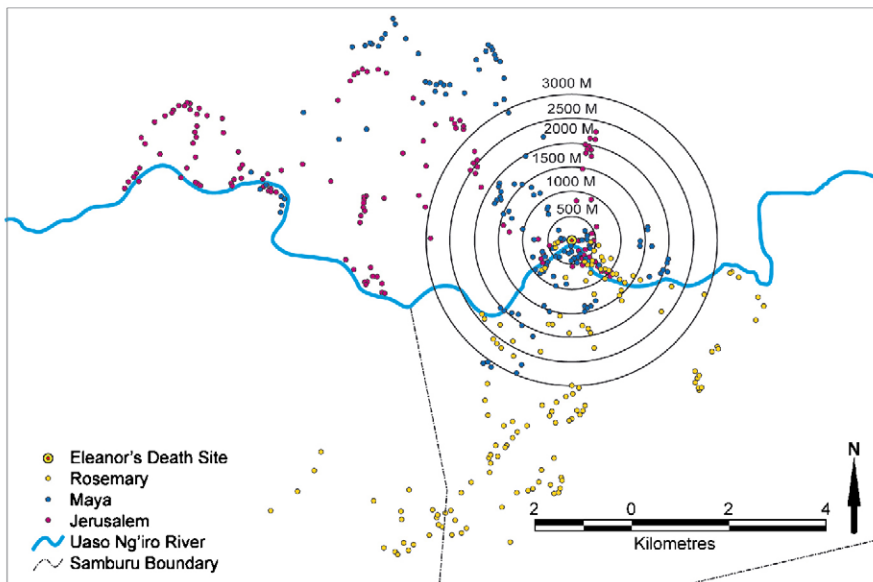 3000 M
2500 M
2000 M
1500 M
1000 M
500 M
Eleanor's Death Site
Rosemary
Maya
Jerusalem
Uaso Ng'iro River
Samburu Boundary
N
2 0 2 4
Kilometres